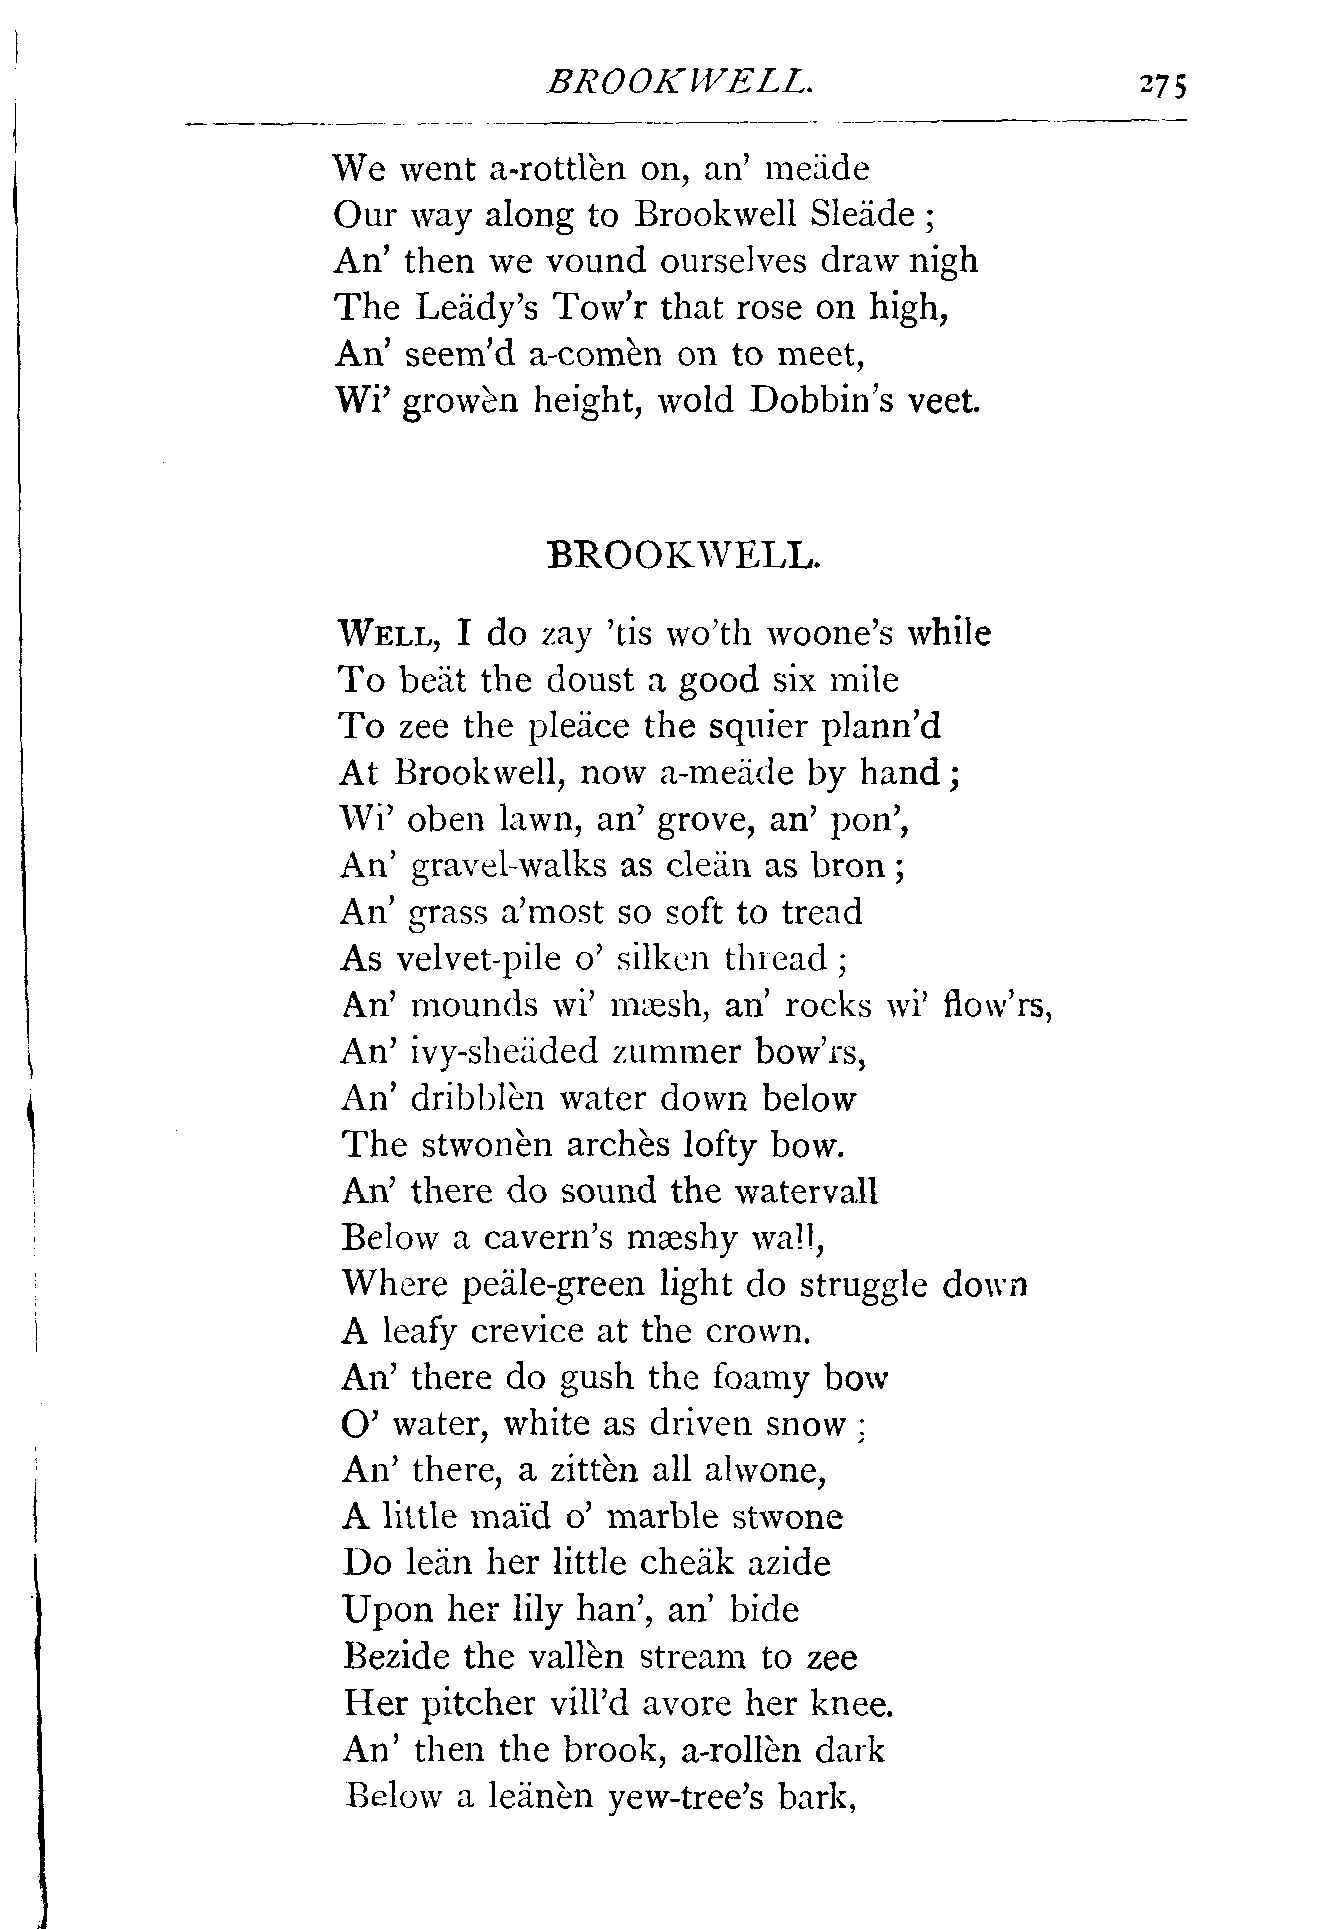 BROOKWELL. 275
We went a-rottlèn on, an’ meäde
Our way along to Brookwell Sleäde ;
An’ then we vound ourselves draw nigh
The Leädy’s Tow’r that rose on high,
An’ seem’d a-comèn on to meet,
Wi’ growèn height, wold Dobbin’s veet.
BROOKWELL.
WELL, I do zay ’tis wo’th woone’s while
To beät the doust a good six mile
To zee the pleäce the squier plann’d
At Brookwell, now a-meäde by hand ;
Wi’ oben lawn, an’ grove, an’ pon’,
An’ gravel-walks as cleän as bron ;
An’ grass a’most so soft to tread
As velvet-pile o’ silken thread ;
An’ mounds wi’ mæsh, an’ rocks wi’ flow’rs,
An’ ivy-sheäded zummer bow’rs,
An’ dribblèn water down below
The stwonèn archès lofty bow.
An’ there do sound the watervall
Below a cavern’s mæshy wall,
Where peäle-green light do struggle down
A leafy crevice at the crown.
An’ there do gush the foamy bow
O’ water, white as driven snow ;
An’ there, a zittèn all alwone,
A little maïd o’ marble stwone
Do leän her little cheäk azide
Upon her lily han’, an’ bide
Bezide the vallèn stream to zee
Her pitcher vill’d avore her knee.
An’ then the brook, a-rollèn dark
Below a leänèn yew-tree’s bark,